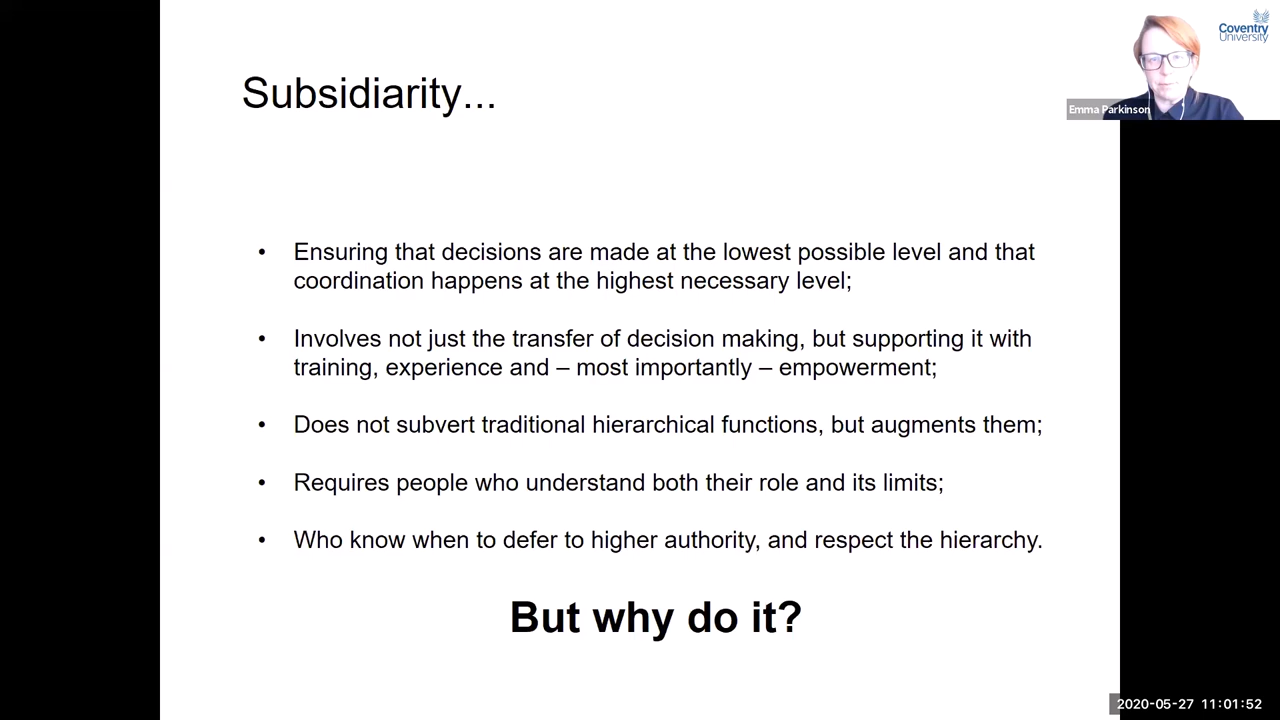 Coventry
University
Emma Parkinson
Subsidiarity...
• Ensuring that decisions are made at the lowest possible level and that
coordination happens at the highest necessary level;
• Involves not just the transfer of decision making, but supporting it with
training, experience and – most importantly – empowerment;
• Does not subvert traditional hierarchical functions, but augments them;
• Requires people who understand both their role and its limits;
• Who know when to defer to higher authority, and respect the hierarchy.
But why do it?
2020-05-27 11:01:52